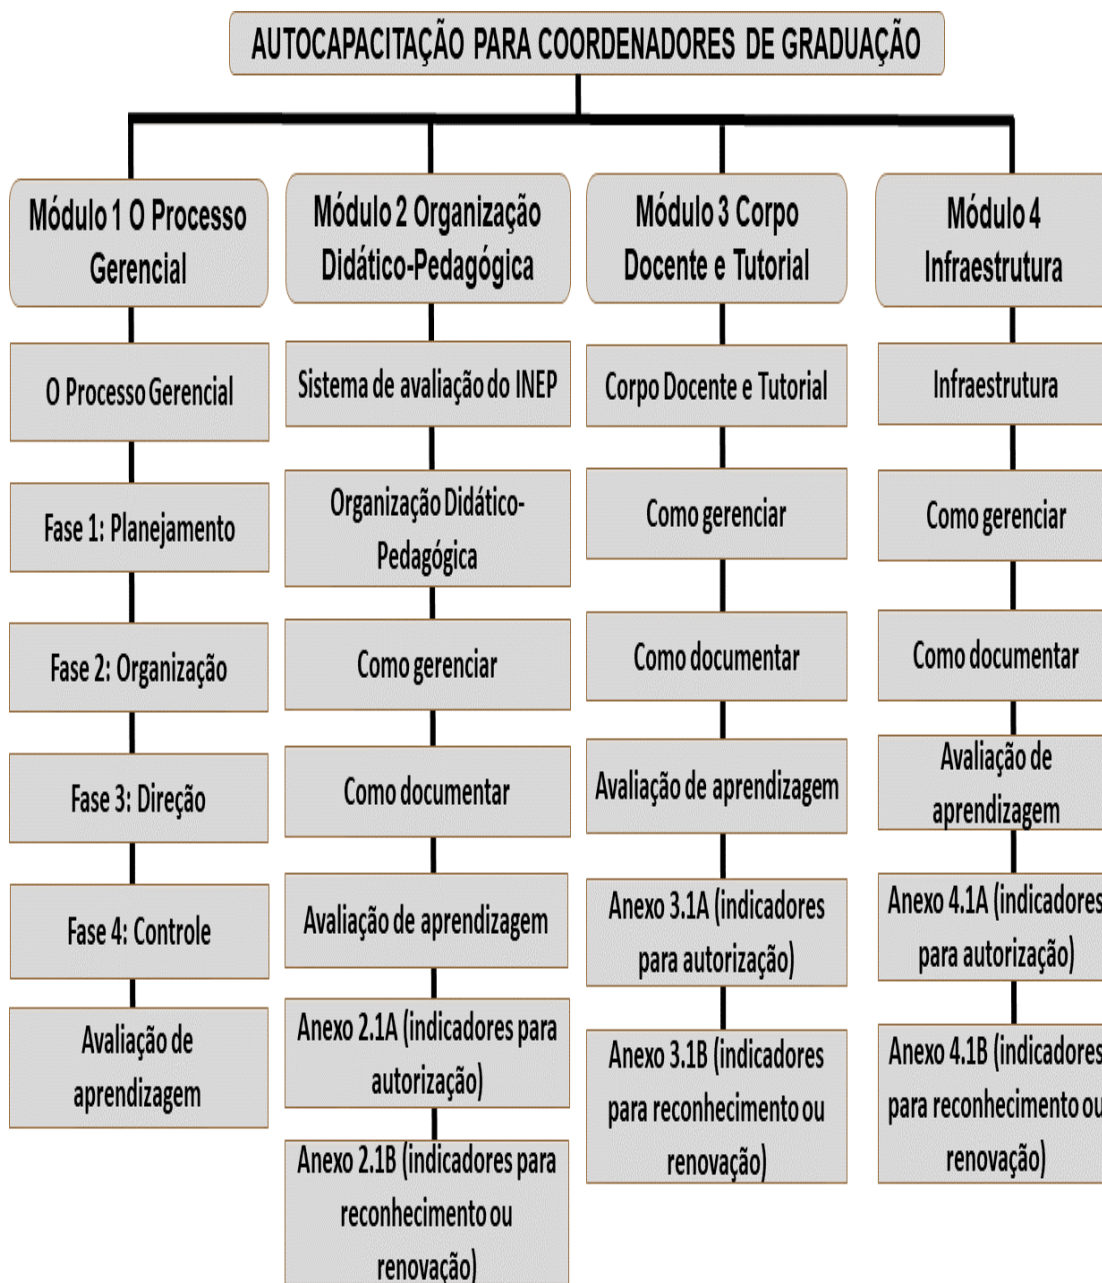 AUTOCAPACITAÇÃO PARA COORDENADORES DE GRADUAÇÃO
Módulo 1 O Processo
Gerencial
O Processo Gerencial
Fase 1: Planejamento
Fase 2: Organização
Fase 3: Direção
Fase 4: Controle
Avaliação de
aprendizagem
Módulo 2 Organização
Didático-Pedagógica
Sistema de avaliação do INEP
Organização Didático-
Pedagógica
Como gerenciar
Como documentar
Avaliação de aprendizagem
Anexo 2.1A (indicadores para
autorização)
Anexo 2.1B (indicadores para
reconhecimento ou
renovação)
Módulo 3 Corpo
Docente e Tutorial
Corpo Docente e Tutorial
Como gerenciar
Como documentar
Avaliação de aprendizagem
Anexo 3.1A (indicadores
para autorização)
Anexo 3.1B (indicadores
para reconhecimento ou
renovação)
Módulo 4
Infraestrutura
Infraestrutura
Como gerenciar
Como documentar
Avaliação de
aprendizagem
Anexo 4.1A (indicadores
para autorização)
Anexo 4.1B (indicadores
para reconhecimento ou
renovação)